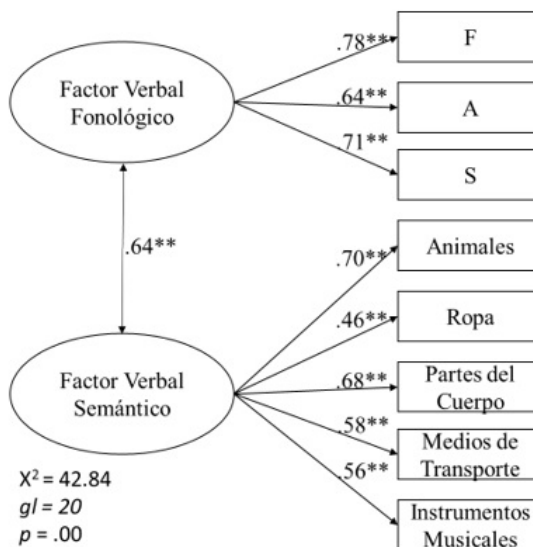 Factor Verbal
Fonológico
.78**
F
.64**
A
.71**
S
.64**
Factor Verbal
Semántico
.70**
Animales
.46**
Ropa
.68**
Partes del
Cuerpo
.58**
Medios de
Transporte
.56**
Instrumentos
Musicales
X² = 42.84
gl = 20
p = .00